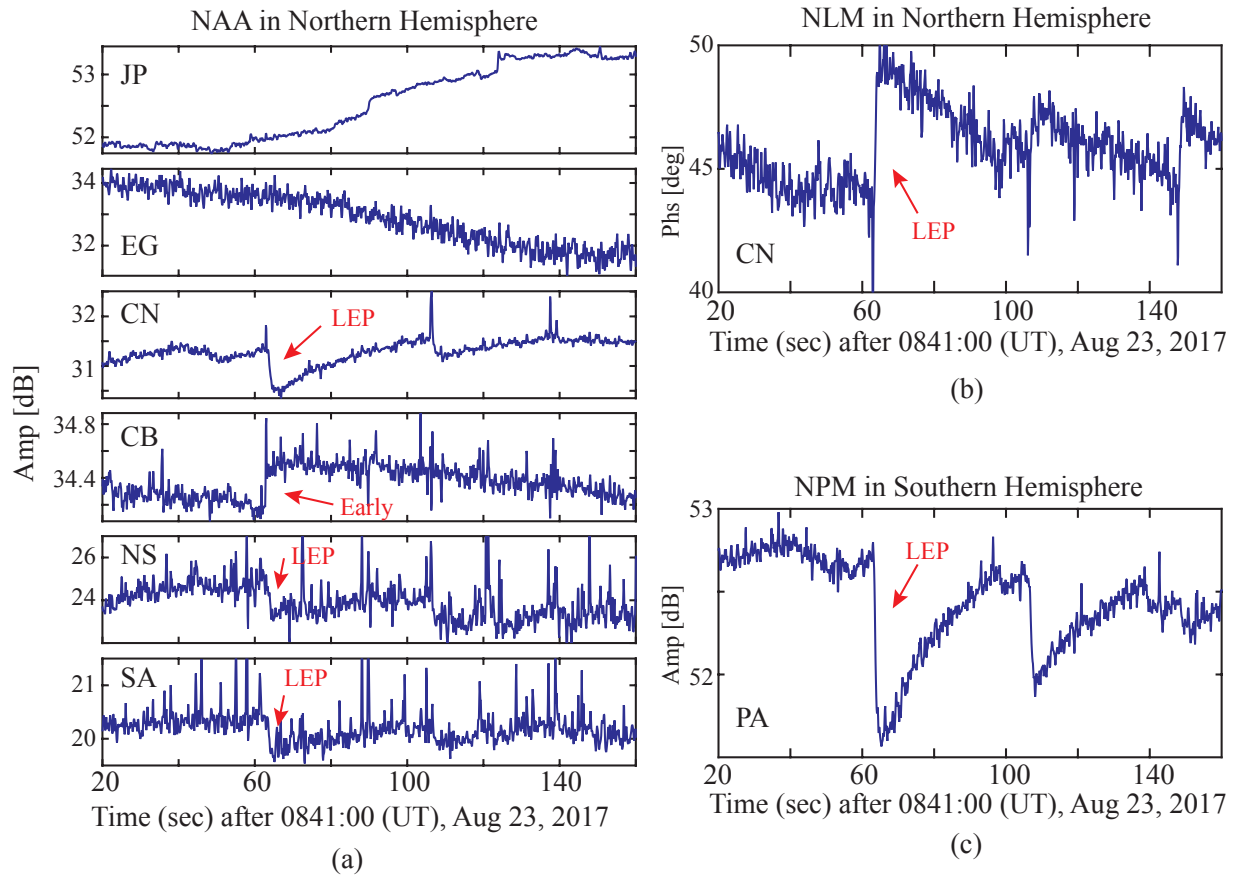 NAA in Northern Hemisphere
JP
53
52
34
EG
32
CN
LEP
32
31
34.8
CB
34.4
Early
26
NS
LEP
24
21
SA
LEP
20
Amp [dB]
20 60 100 140
Time (sec) after 0841:00 (UT), Aug 23, 2017
(a)
NLM in Northern Hemisphere
50
45
40
Phs [deg]
LEP
CN
20 60 100 140
Time (sec) after 0841:00 (UT), Aug 23, 2017
(b)
NPM in Southern Hemisphere
53
52
Amp [dB]
LEP
PA
20 60 100 140
Time (sec) after 0841:00 (UT), Aug 23, 2017
(c)